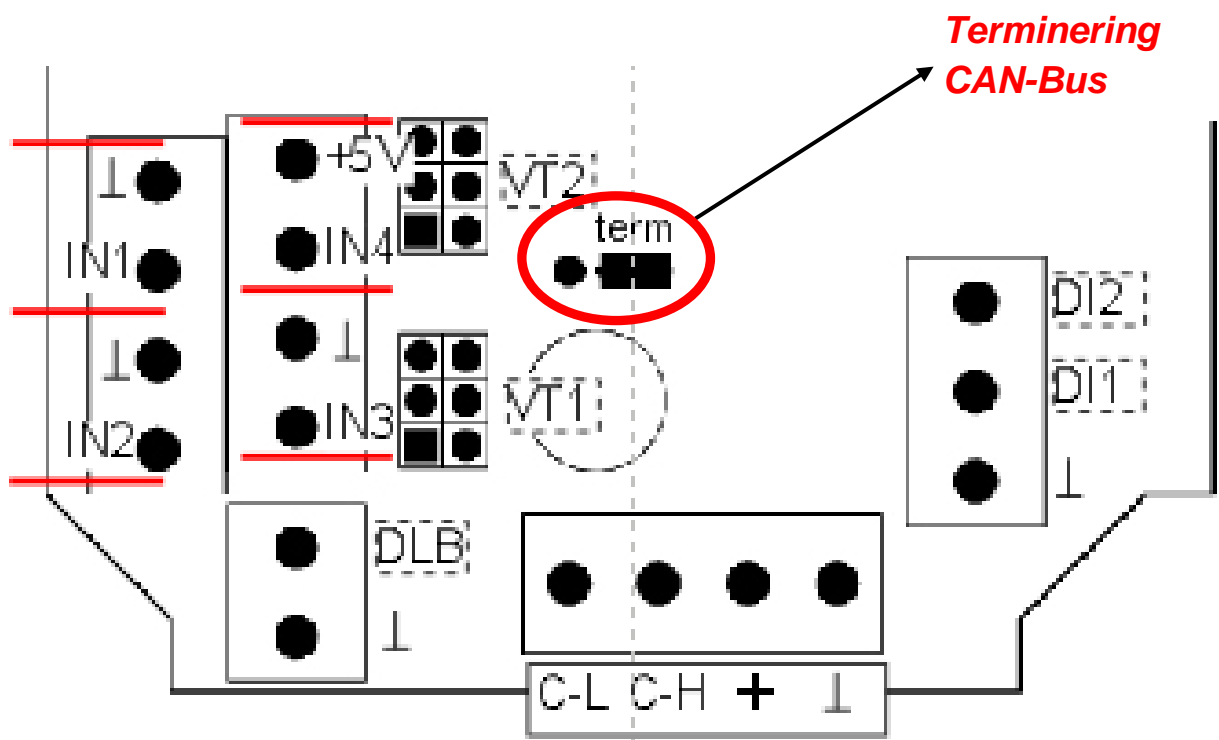 Terminering
CAN-Bus
+5V
⊥
VT2
term
IN1
IN4
DI2
⊥
⊥
VT1
DI1
IN2
IN3
⊥
DLB
⊥
C-L C-H + ⊥